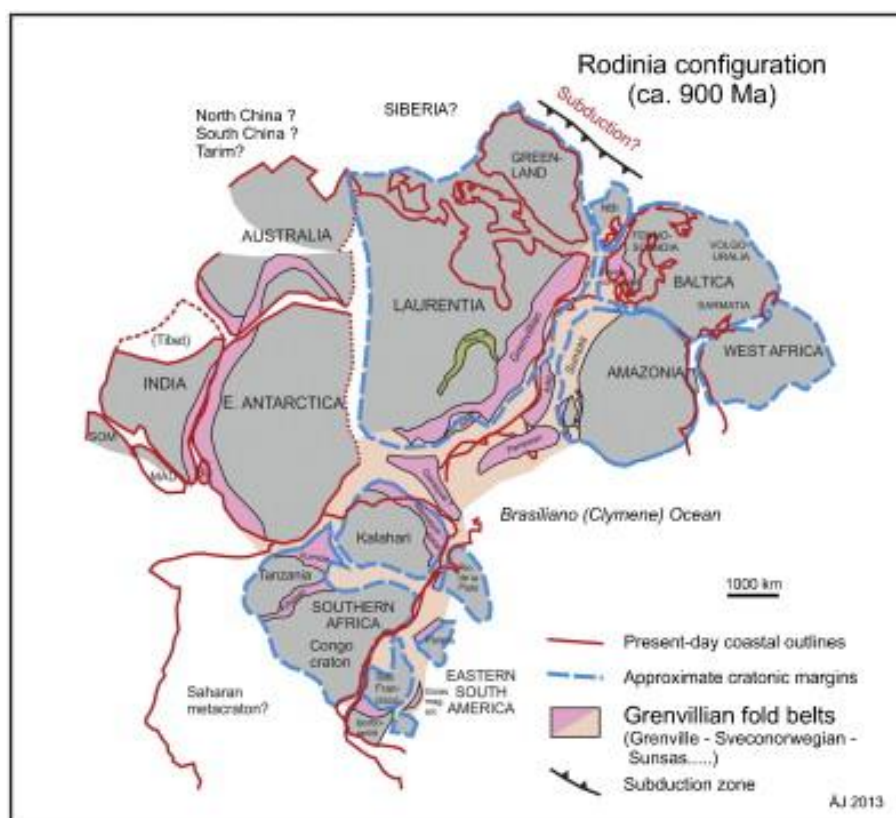 Rodinia configuration
(ca. 900 Ma)
North China ?
South China ?
Tarim?
SIBERIA?
Subduction?
GREEN-
LAND
AUSTRALIA
VOLGO-
URALIA
BALTICA
SARMATIA
LAURENTIA
(Tibet)
INDIA
E. ANTARCTICA
Sunsas
AMAZONIA
WEST AFRICA
SOM
MAD
Brasiliano (Clymene) Ocean
Kalahari
Tanzania
1000 km
SOUTHERN
AFRICA
Congo
craton
Present-day coastal outlines
Approximate cratonic margins
Saharan
metacraton?
EASTERN
SOUTH
AMERICA
Grenvillian fold belts
(Grenville - Sveconorwegian -
Sunsas.....)
Subduction zone
ÅJ 2013